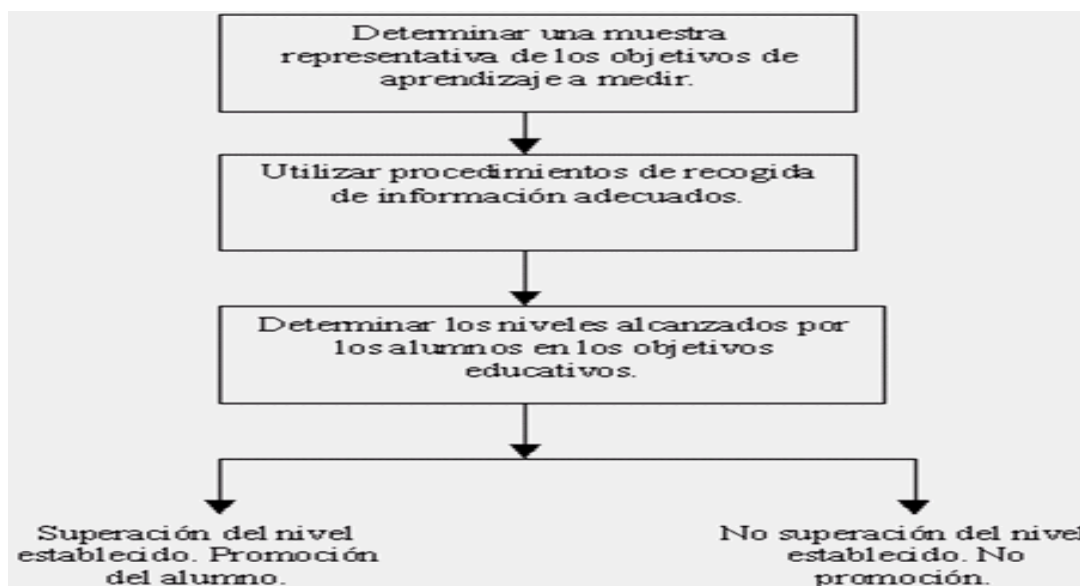 Determinar una muestra
representativa de los objetivos de
aprendizaje a medir.
Utilizar procedimientos de recogida
de información adecuados.
Determinar los niveles alcanzados por
los alumnos en los objetivos
educativos.
Superación del nivel
establecido. Promoción
del alumno.
No superación del nivel
establecido. No
promoción.